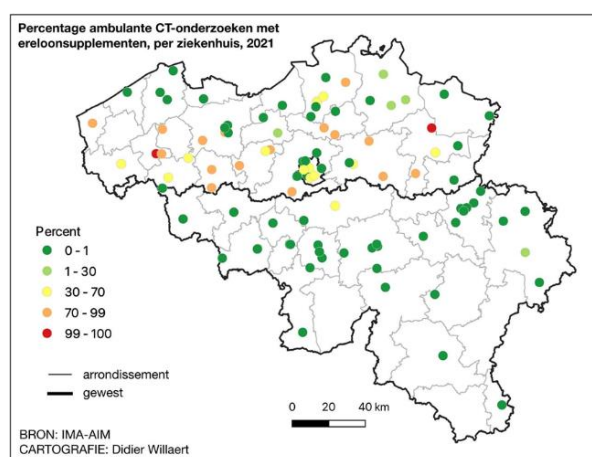 Percentage ambulante CT-onderzoeken met
ereloonsupplementen, per ziekenhuis, 2021
Percent
0 - 1
1 - 30
30 - 70
70 - 99
99 - 100
arrondissement
gewest
0 20 40 km
BRON: IMA-AIM
CARTOGRAFIE: Didier Willaert